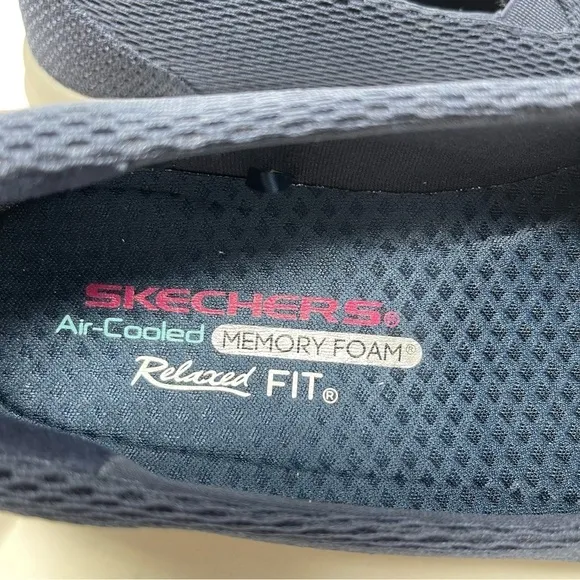 SKECHERS®
Air-Cooled MEMORY FOAM®
Relaxed FIT®